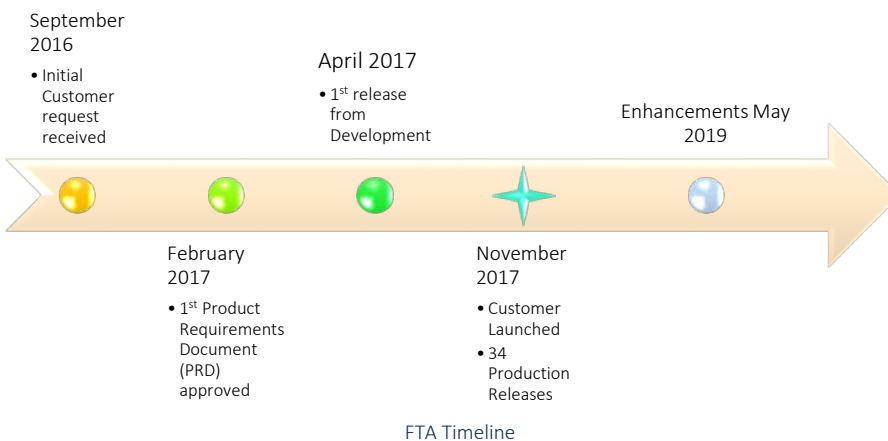 September
2016
• Initial
Customer
request
received
February
2017
• 1st Product
Requirements
Document
(PRD)
approved
April 2017
• 1st release
from
Development
November
2017
• Customer
Launched
• 34
Production
Releases
Enhancements May
2019
FTA Timeline